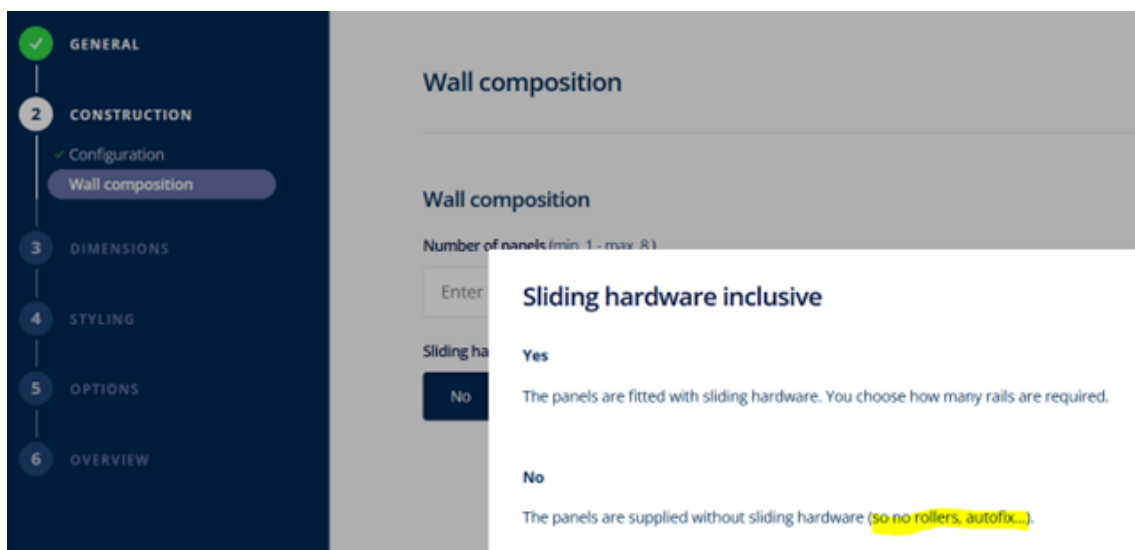 GENERAL
2 CONSTRUCTION
Configuration
Wall composition
3 DIMENSIONS
4 STYLING
5 OPTIONS
6 OVERVIEW
Wall composition
Wall composition
Number of panels (min. 1 - max. 8 )
Enter
Sliding ha
No
Sliding hardware inclusive
Yes
The panels are fitted with sliding hardware. You choose how many rails are required.
No
The panels are supplied without sliding hardware (so no rollers, autofix...).